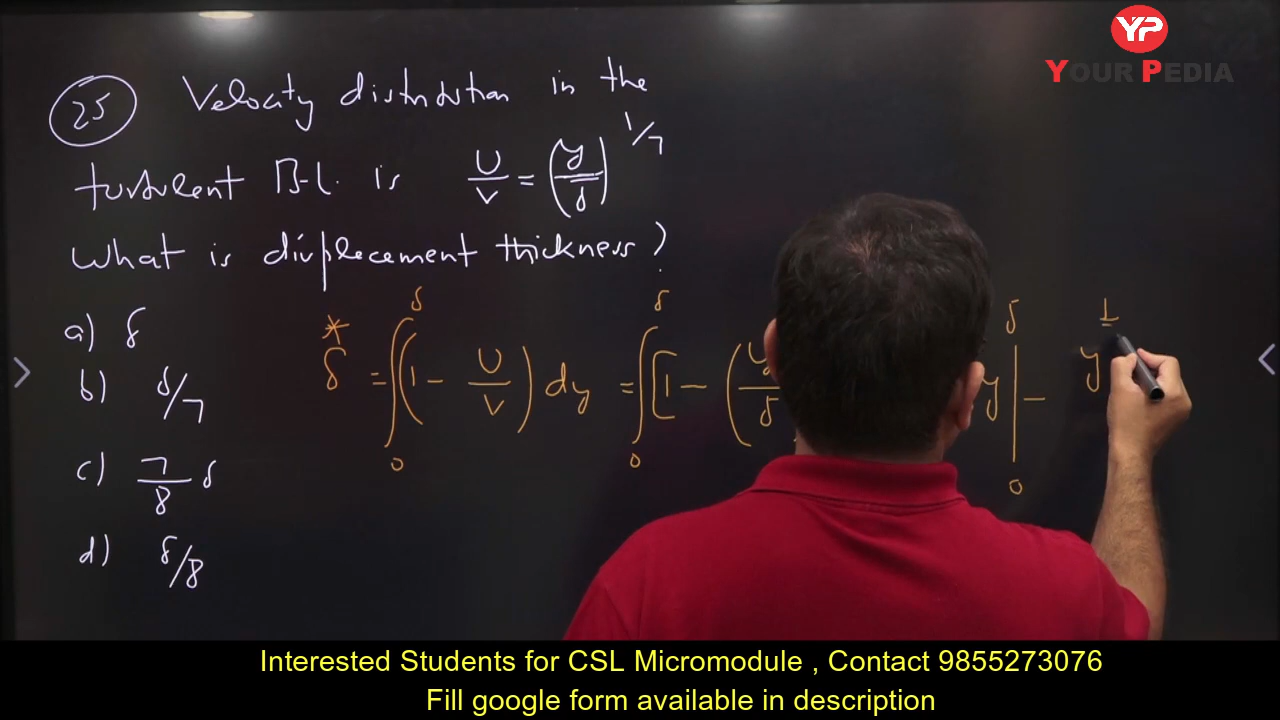 YP
YOUR PEDIA
25 Velocity distribution in the
turbulent B.L. is U/V = (y/δ)^1/7
What is displacement thickness?
a) δ
b) δ/7
c) 7/8 δ
d) δ/8
δ* = ∫₀^δ (1 - U/V) dy = ∫₀^δ [1 - (y/δ y|₀^δ - y^1
Interested Students for CSL Micromodule , Contact 9855273076
Fill google form available in description